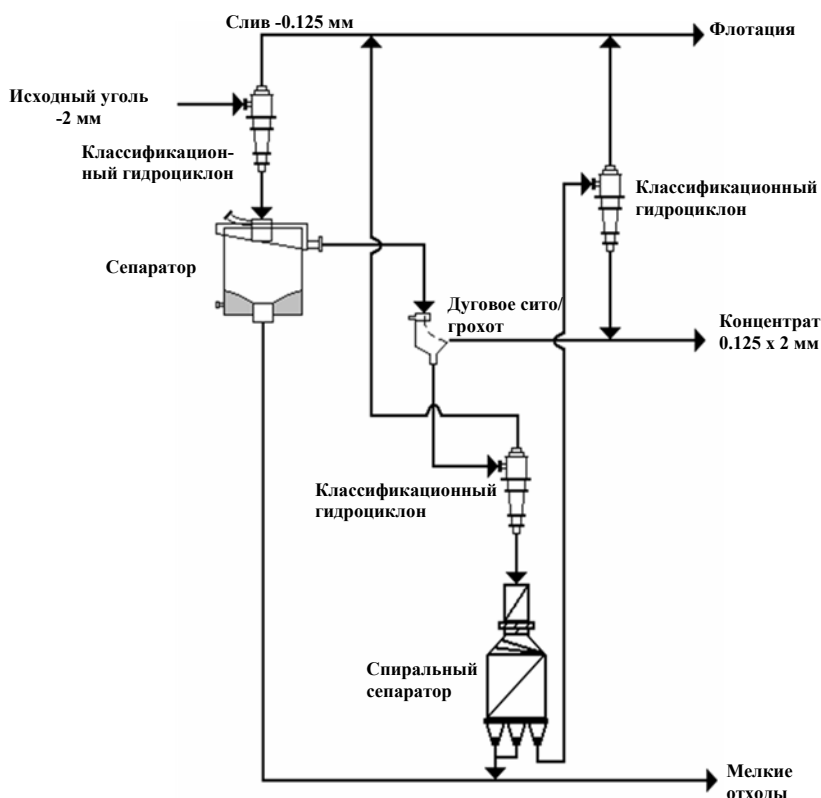 Слив -0.125 мм
Флотация
Исходный уголь
-2 мм
Классификацион-
ный гидроциклон
Классификационный
гидроциклон
Сепаратор
Дуговое сито/
грохот
Концентрат
0.125 x 2 мм
Классификационный
гидроциклон
Спиральный
сепаратор
Мелкие
отходы